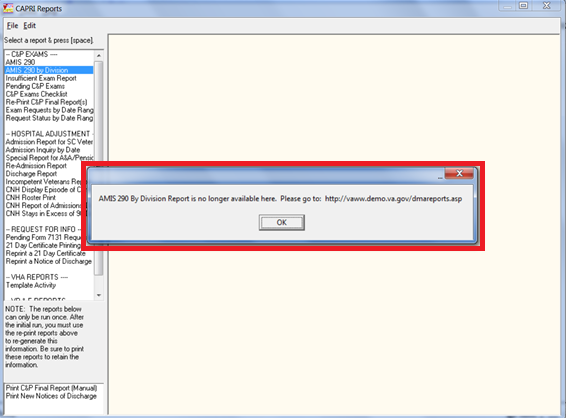 CAPRI Reports
File Edit
Select a report & press [space].
-- C&P EXAMS ----
AMIS 290
AMIS 290 by Division
Insufficient Exam Report
Pending C&P Exams
C&P Exams Checklist
Re-Print C&P Final Report(s)
Exam Requests by Date Rang
Request Status by Date Rang
-- HOSPITAL ADJUSTMENT -
Admission Report for SC Veter
Admission Inquiry by Date
Special Report for A&A/Pensio
Re-Admission Report
Discharge Report
Incompetent Veterans Rep
CNH Display Episode of C
CNH Roster Print
CNH Report of Admissions
CNH Stays in Excess of 90
-- REQUEST FOR INFO --
Pending Form 7131 Reque
21 Day Certificate Printing
Reprint a 21 Day Certificate
Reprint a Notice of Discharge
-- VHA REPORTS ----
Template Activity
AMIS 290 By Division Report is no longer available here. Please go to: http://vaww.demo.va.gov/dmareports.asp
OK
NOTE: The reports below
can only be run once. After
the initial run, you must use
the re-print reports above
to re-generate this
information. Be sure to print
these reports to retain the
information.
Print C&P Final Report (Manual)
Print New Notices of Discharge